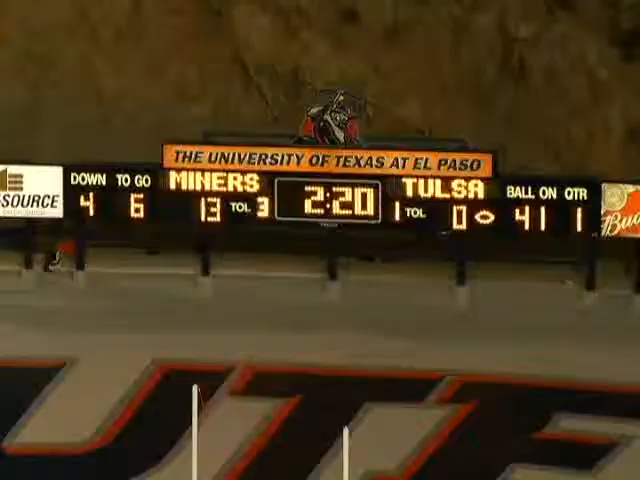 THE UNIVERSITY OF TEXAS AT EL PASO
SOURCE
DOWN TO GO
4 6
MINERS
13 TOL 3
2:20
TULSA
1 TOL 0
BALL ON QTR
41 1
Bud
UTE